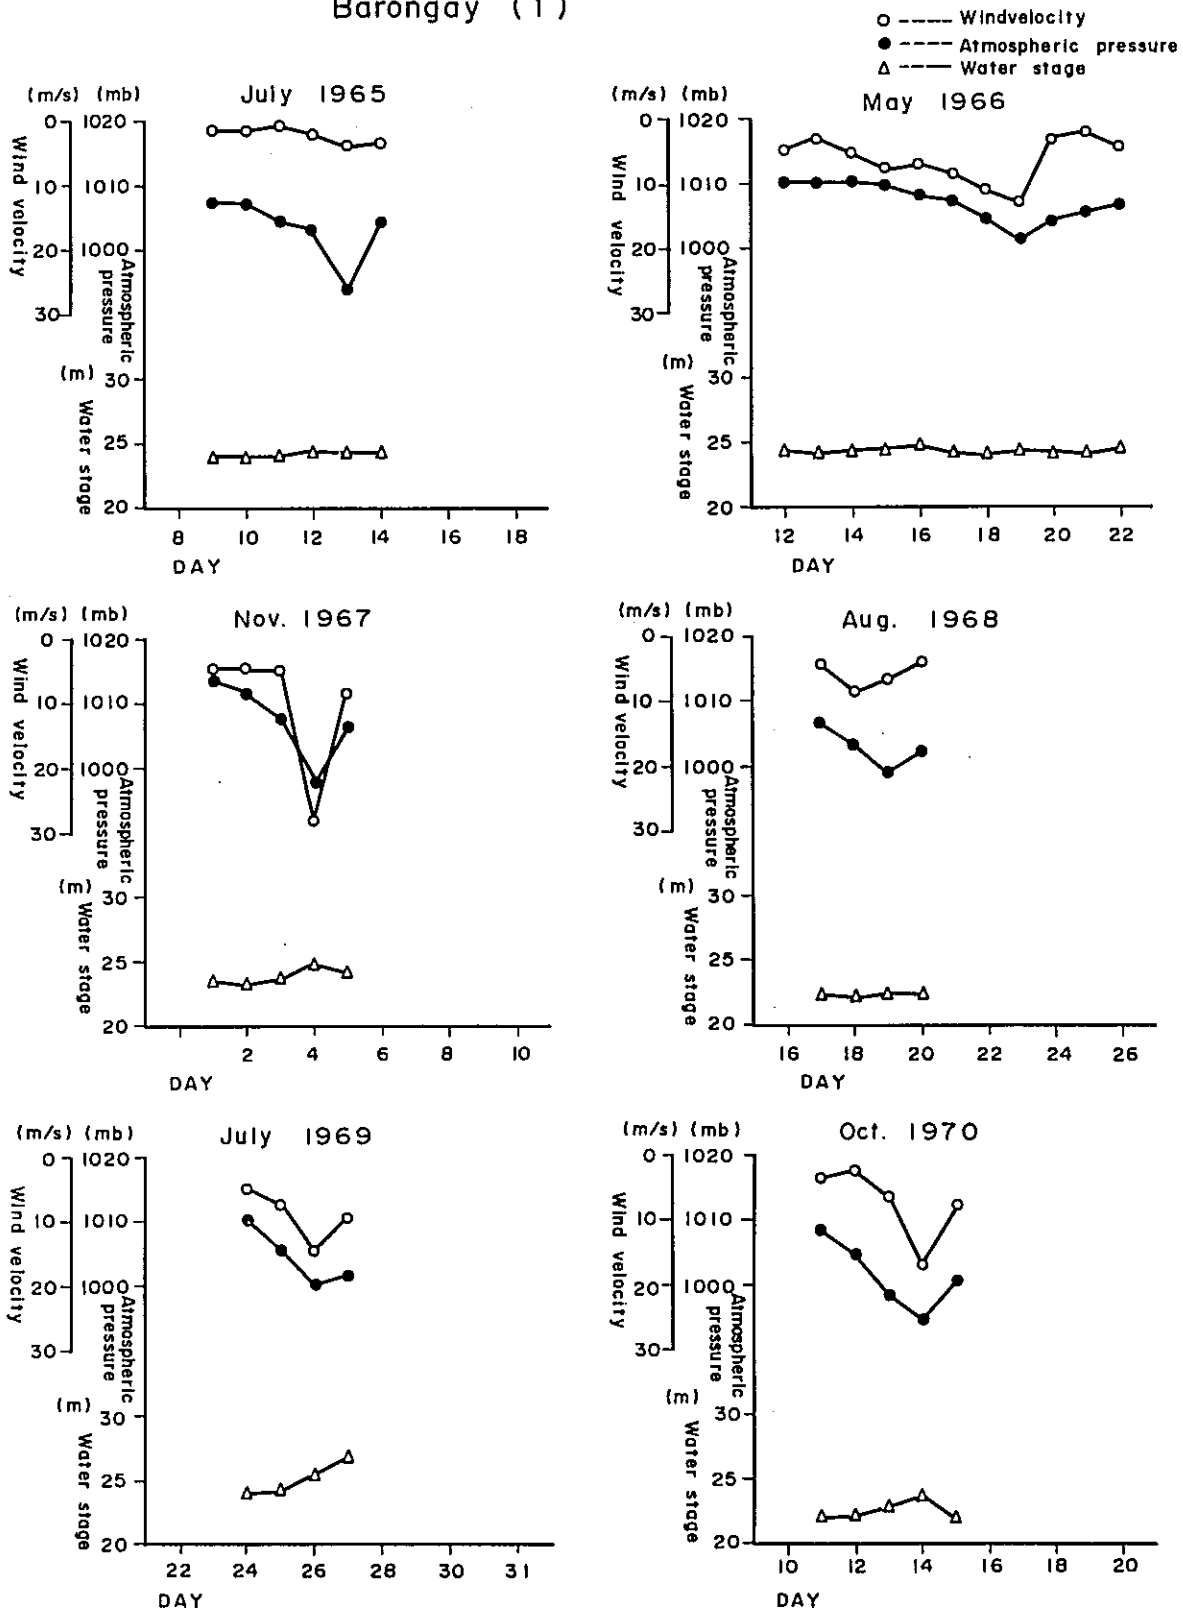 Barongay (1)
Windvelocity
Atmospheric pressure
Water stage
(m/s) (mb) July 1965
0 1020
10 1010
20 1000
30
Wind velocity
Atmospheric
pressure
(m)
30
25
20
Water stage
8 10 12 14 16 18
DAY
(m/s) (mb) May 1966
0 1020
10 1010
20 1000
30
Wind velocity
Atmospheric
pressure
(m)
30
25
20
Water stage
12 14 16 18 20 22
DAY
(m/s) (mb) Nov. 1967
0 1020
10 1010
20 1000
30
Wind velocity
Atmospheric
pressure
(m)
30
25
20
Water stage
2 4 6 8 10
DAY
(m/s) (mb) Aug. 1968
0 1020
10 1010
20 1000
30
Wind velocity
Atmospheric
pressure
(m)
30
25
20
Water stage
16 18 20 22 24 26
DAY
(m/s) (mb) July 1969
0 1020
10 1010
20 1000
30
Wind velocity
Atmospheric
pressure
(m)
30
25
20
Water stage
22 24 26 28 30 31
DAY
(m/s) (mb) Oct. 1970
0 1020
10 1010
20 1000
30
Wind velocity
Atmospheric
pressure
(m)
30
25
20
Water stage
10 12 14 16 18 20
DAY